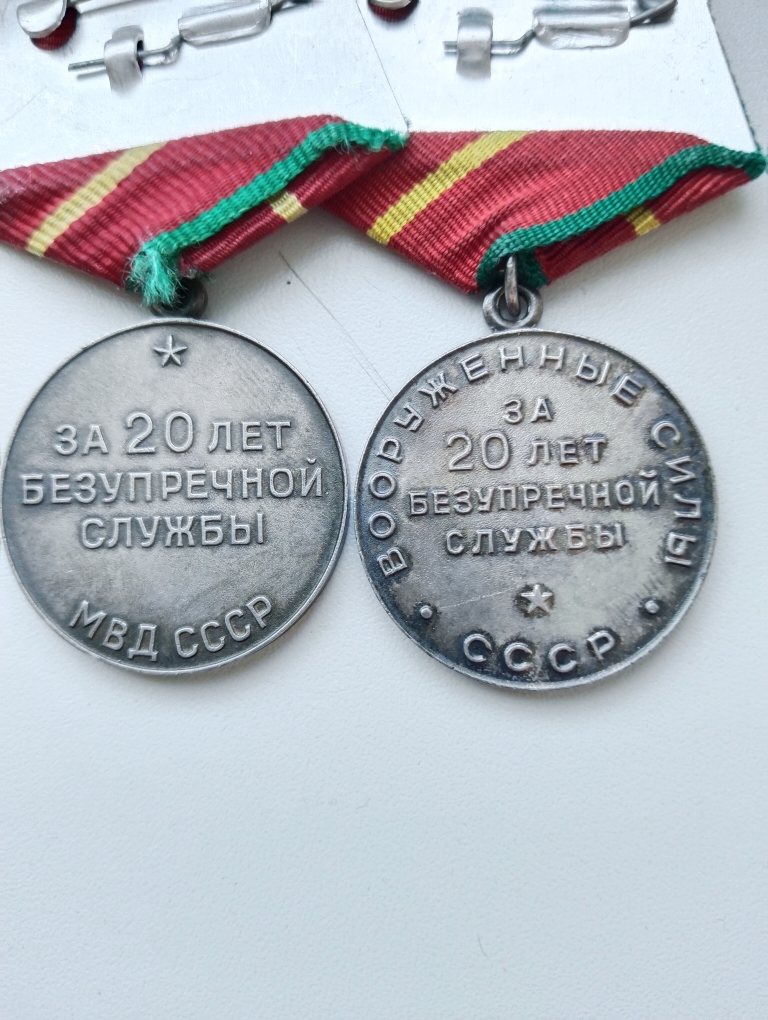 ЗА 20 ЛЕТ
БЕЗУПРЕЧНОЙ
СЛУЖБЫ
МВД СССР
ВООРУЖЕННЫЕ СИЛЫ
ЗА
20 ЛЕТ
БЕЗУПРЕЧНОЙ
СЛУЖБЫ
СССР